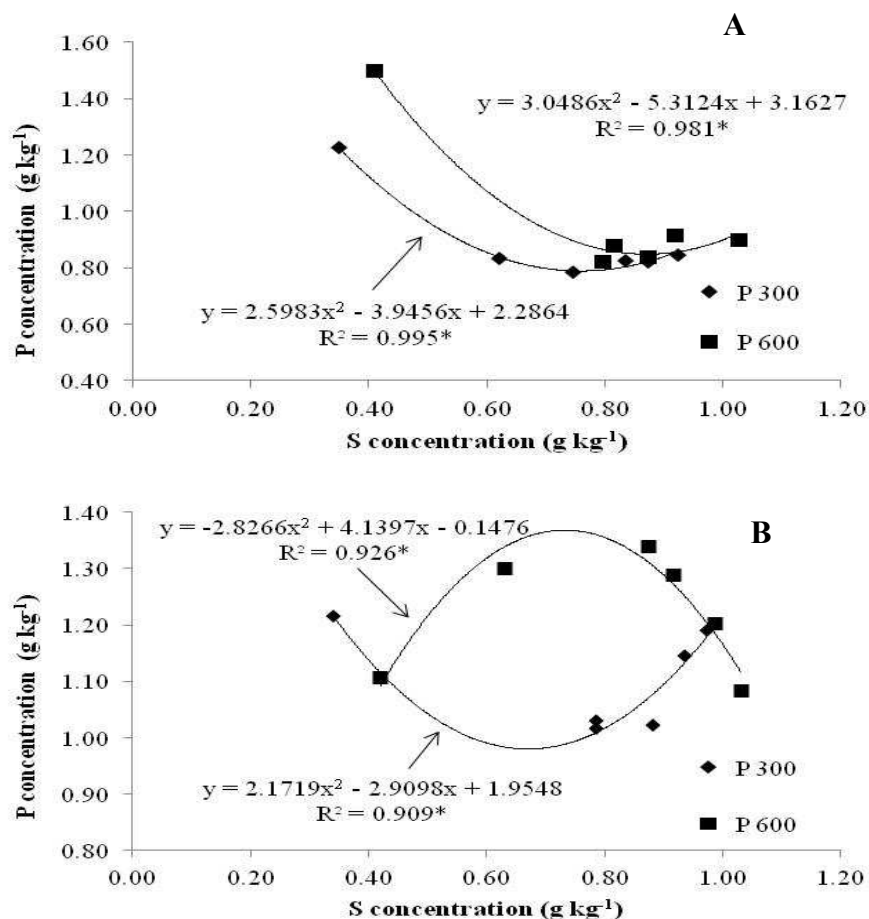 A
1.60
1.40
1.20
1.00
0.80
0.60
0.40
P concentration (g kg-1)
y = 3.0486x² - 5.3124x + 3.1627
R² = 0.981*
y = 2.5983x² - 3.9456x + 2.2864
R² = 0.995*
P 300
P 600
0.00 0.20 0.40 0.60 0.80 1.00 1.20
S concentration (g kg-1)
B
1.40
1.30
1.20
1.10
1.00
0.90
0.80
P concentration (g kg-1)
y = -2.8266x² + 4.1397x - 0.1476
R² = 0.926*
y = 2.1719x² - 2.9098x + 1.9548
R² = 0.909*
P 300
P 600
0.00 0.20 0.40 0.60 0.80 1.00 1.20
S concentration (g kg-1)